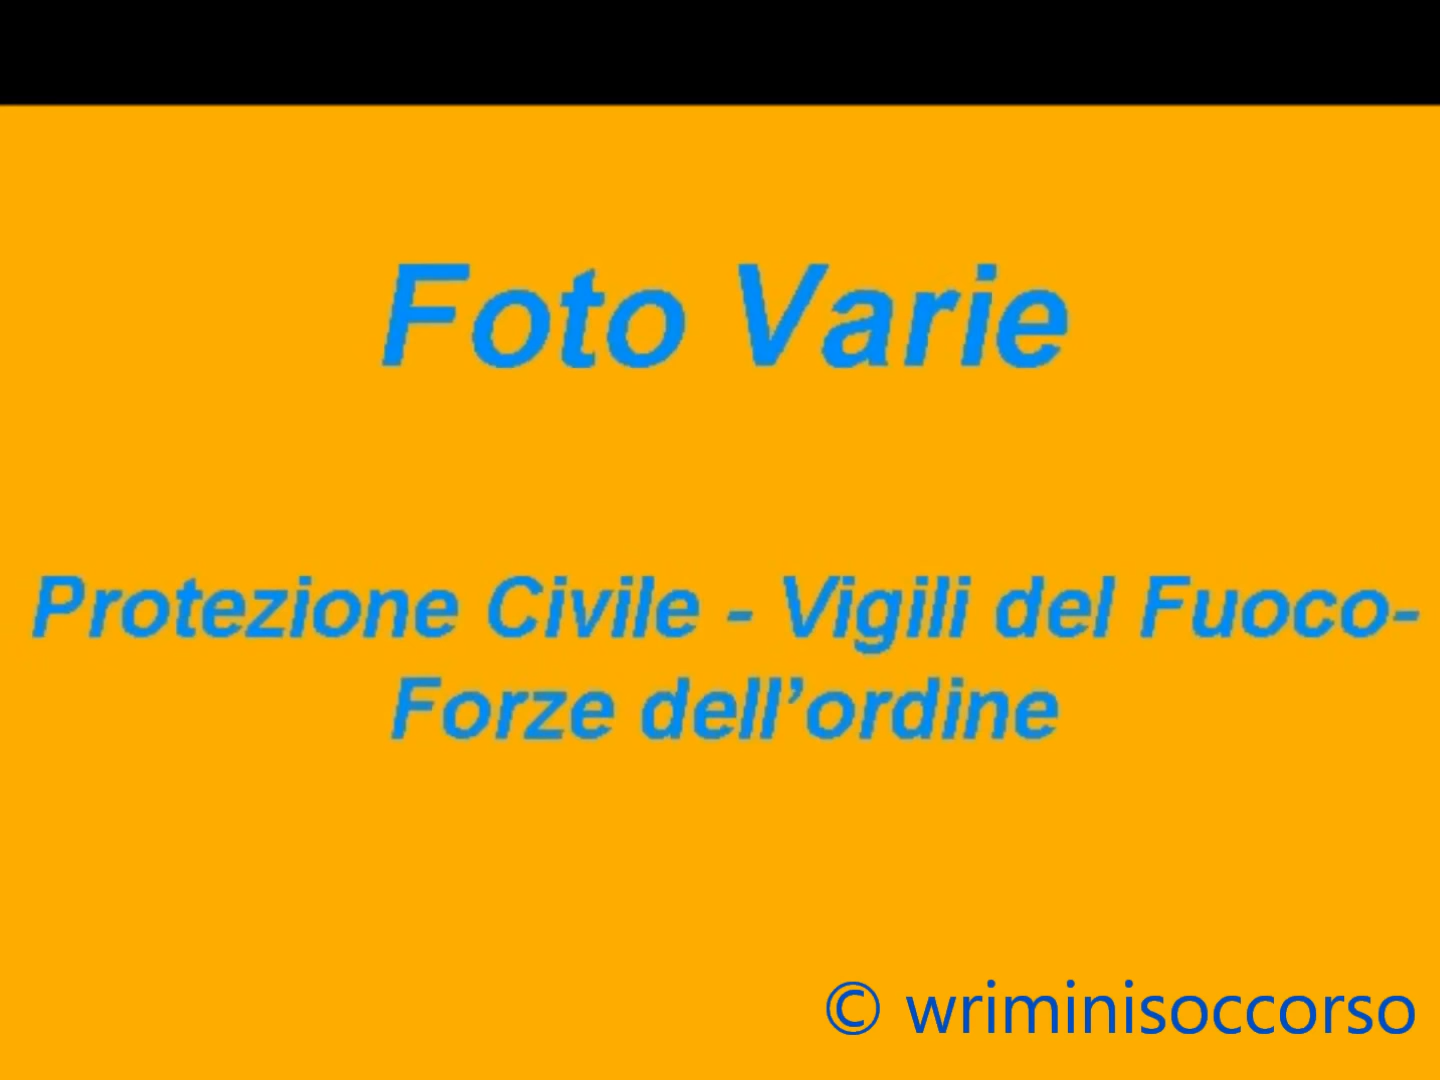 Foto Varie
Protezione Civile - Vigili del Fuoco-
Forze dell’ordine
© wriminisoccorso